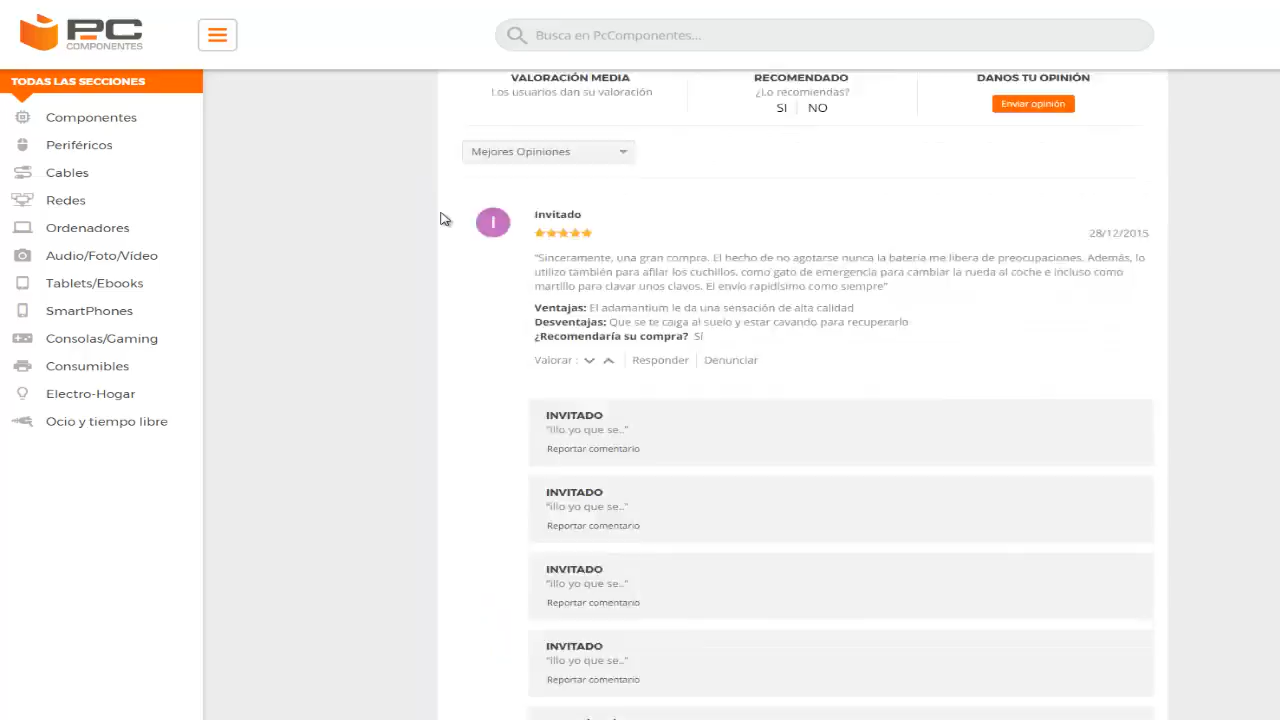 PC
COMPONENTES
Busca en PcComponentes...
TODAS LAS SECCIONES
Componentes
Periféricos
Cables
Redes
Ordenadores
Audio/Foto/Vídeo
Tablets/Ebooks
SmartPhones
Consolas/Gaming
Consumibles
Electro-Hogar
Ocio y tiempo libre
VALORACIÓN MEDIA
Los usuarios dan su valoración
RECOMENDADO
¿Lo recomiendas?
SI | NO
DANOS TU OPINIÓN
Enviar opinión
Mejores Opiniones
I
Invitado
28/12/2015
"Sinceramente, una gran compra. El hecho de no agotarse nunca la batería me libera de preocupaciones. Además, lo
utilizo también para afilar los cuchillos, como gato de emergencia para cambiar la rueda al coche e incluso como
martillo para clavar unos clavos. El envío rapidísimo como siempre"
Ventajas: El adamantium le da una sensación de alta calidad
Desventajas: Que se te caiga al suelo y estar cavando para recuperarlo
¿Recomendaría su compra? Sí
Valorar : | Responder | Denunciar
INVITADO
"illo yo que se.."
Reportar comentario
INVITADO
"illo yo que se.."
Reportar comentario
INVITADO
"illo yo que se.."
Reportar comentario
INVITADO
"illo yo que se.."
Reportar comentario